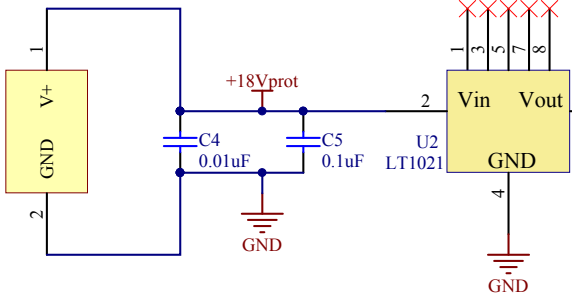 1
V+
GND
2
+18Vprot
C4
0.01uF
C5
0.1uF
GND
1
3
5
7
8
2
Vin
Vout
U2
LT1021
GND
4
GND